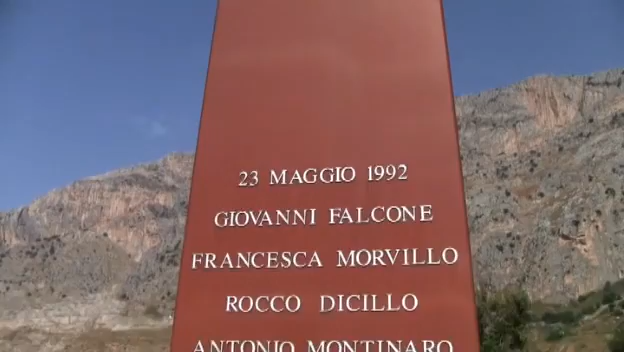 23 MAGGIO 1992
GIOVANNI FALCONE
FRANCESCA MORVILLO
ROCCO DICILLO
ANTONIO MONTINARO